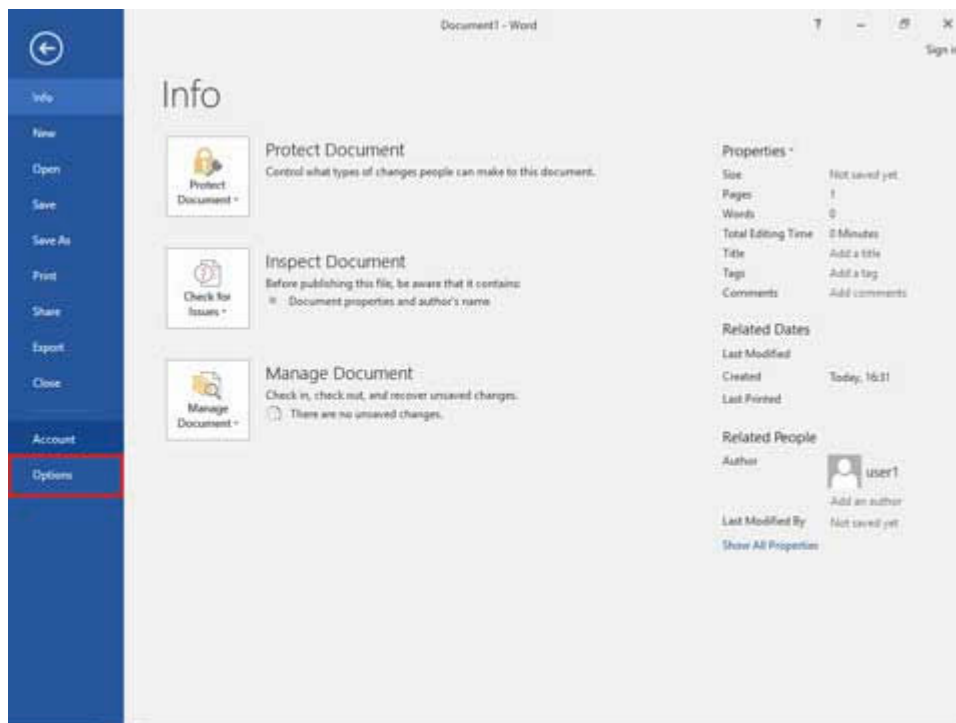 Document1 - Word
?
Sign in
Info
New
Open
Save
Save As
Print
Share
Export
Close
Account
Options
Info
Protect Document
Protect Document
Control what types of changes people can make to this document.
Check for Issues
Inspect Document
Before publishing this file, be aware that it contains:
Document properties and author's name
Manage Document
Manage Document
Check in, check out, and recover unsaved changes.
There are no unsaved changes.
Properties
Size Not saved yet
Pages 1
Words 0
Total Editing Time 0 Minutes
Title Add a title
Tags Add a tag
Comments Add comments
Related Dates
Last Modified
Created Today, 16:31
Last Printed
Related People
Author user1
Add an author
Last Modified By Not saved yet
Show All Properties